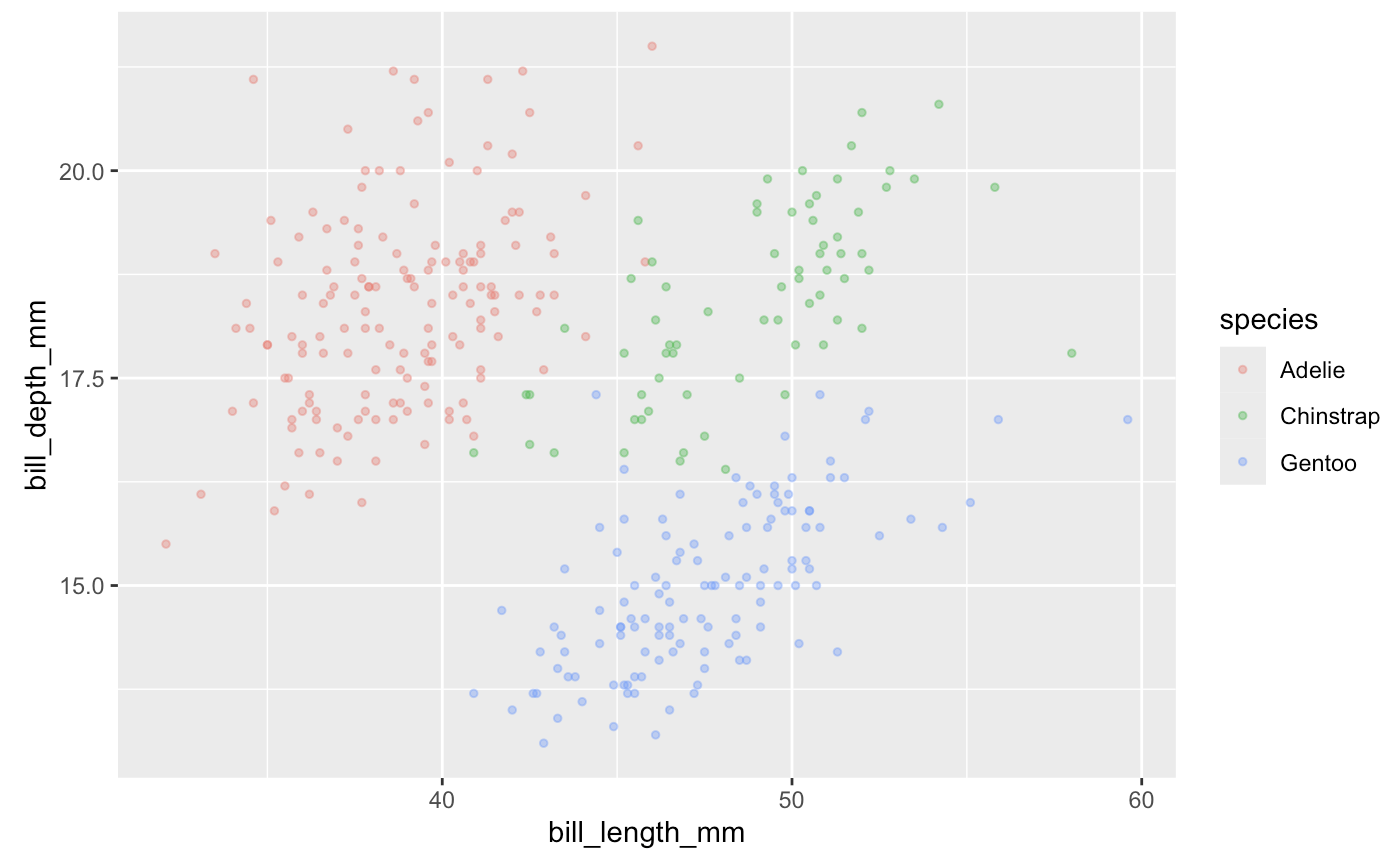 bill_depth_mm
20.0
17.5
15.0
40
50
60
bill_length_mm
species
Adelie
Chinstrap
Gentoo